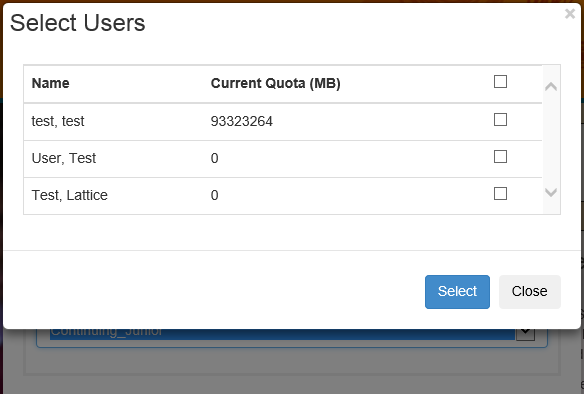 Select Users
×
Name Current Quota (MB)
test, test 93323264
User, Test 0
Test, Lattice 0
Select Close
Continuing_Junior